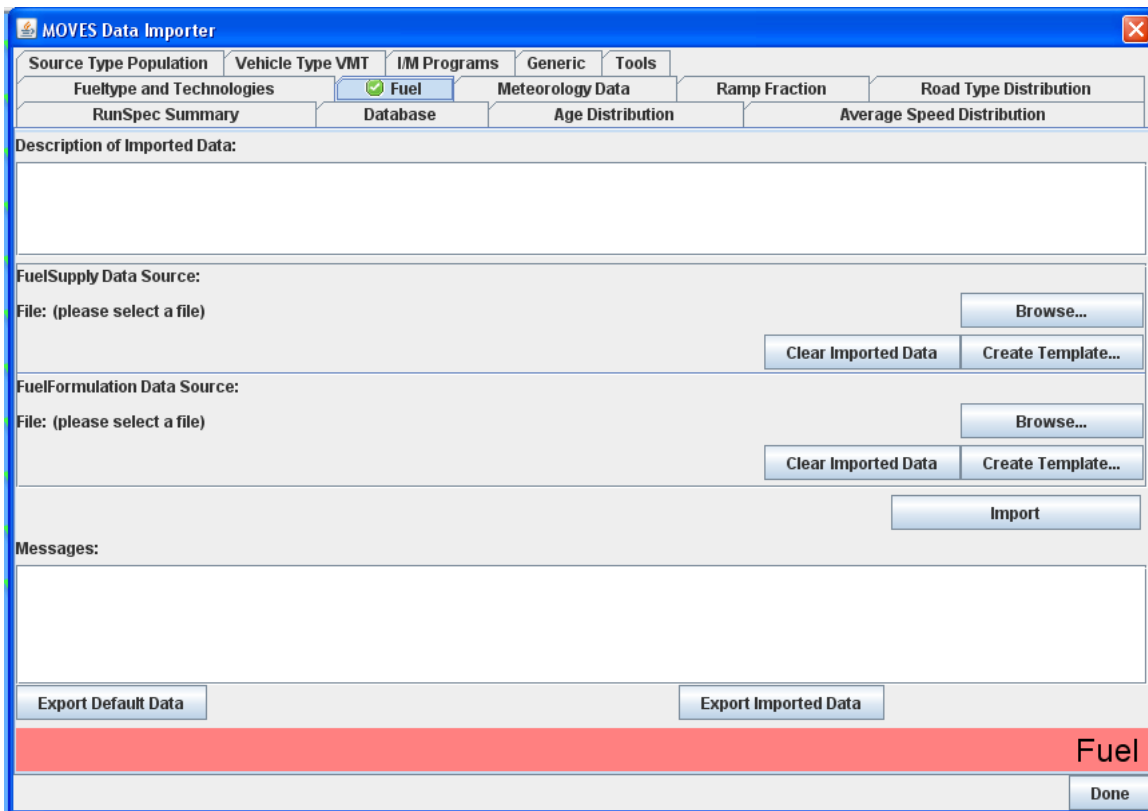 MOVES Data Importer
Source Type Population Vehicle Type VMT I/M Programs Generic Tools
Fueltype and Technologies Fuel Meteorology Data Ramp Fraction Road Type Distribution
RunSpec Summary Database Age Distribution Average Speed Distribution
Description of Imported Data:
FuelSupply Data Source:
File: (please select a file) Browse...
Clear Imported Data Create Template...
FuelFormulation Data Source:
File: (please select a file) Browse...
Clear Imported Data Create Template...
Import
Messages:
Export Default Data Export Imported Data
Fuel
Done